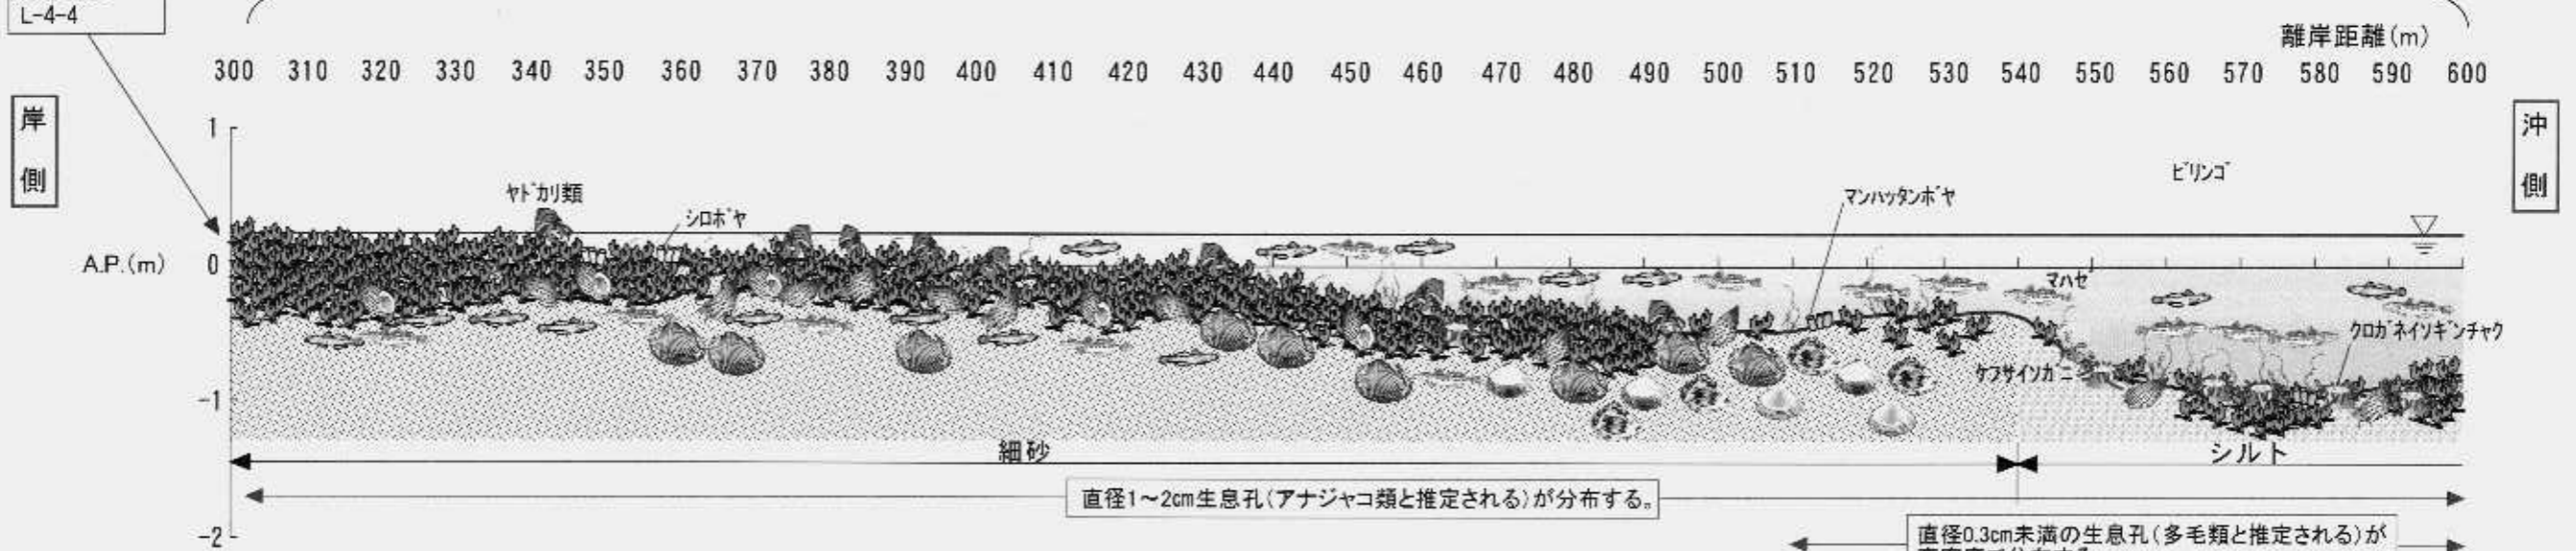 L-4-4
離岸距離(m)
300 310 320 330 340 350 360 370 380 390 400 410 420 430 440 450 460 470 480 490 500 510 520 530 540 550 560 570 580 590 600
岸側
沖側
1
ビリンゴ
ヤドカリ類
シロボヤ
マンハッタンボヤ
A.P.(m)
0
マハゼ
クロガネイソギンチャク
ケフサイソガニ
-1
細砂
シルト
直径1~2cm生息孔(アナジャコ類と推定される)が分布する。
-2
直径0.3cm未満の生息孔(多毛類と推定される)が